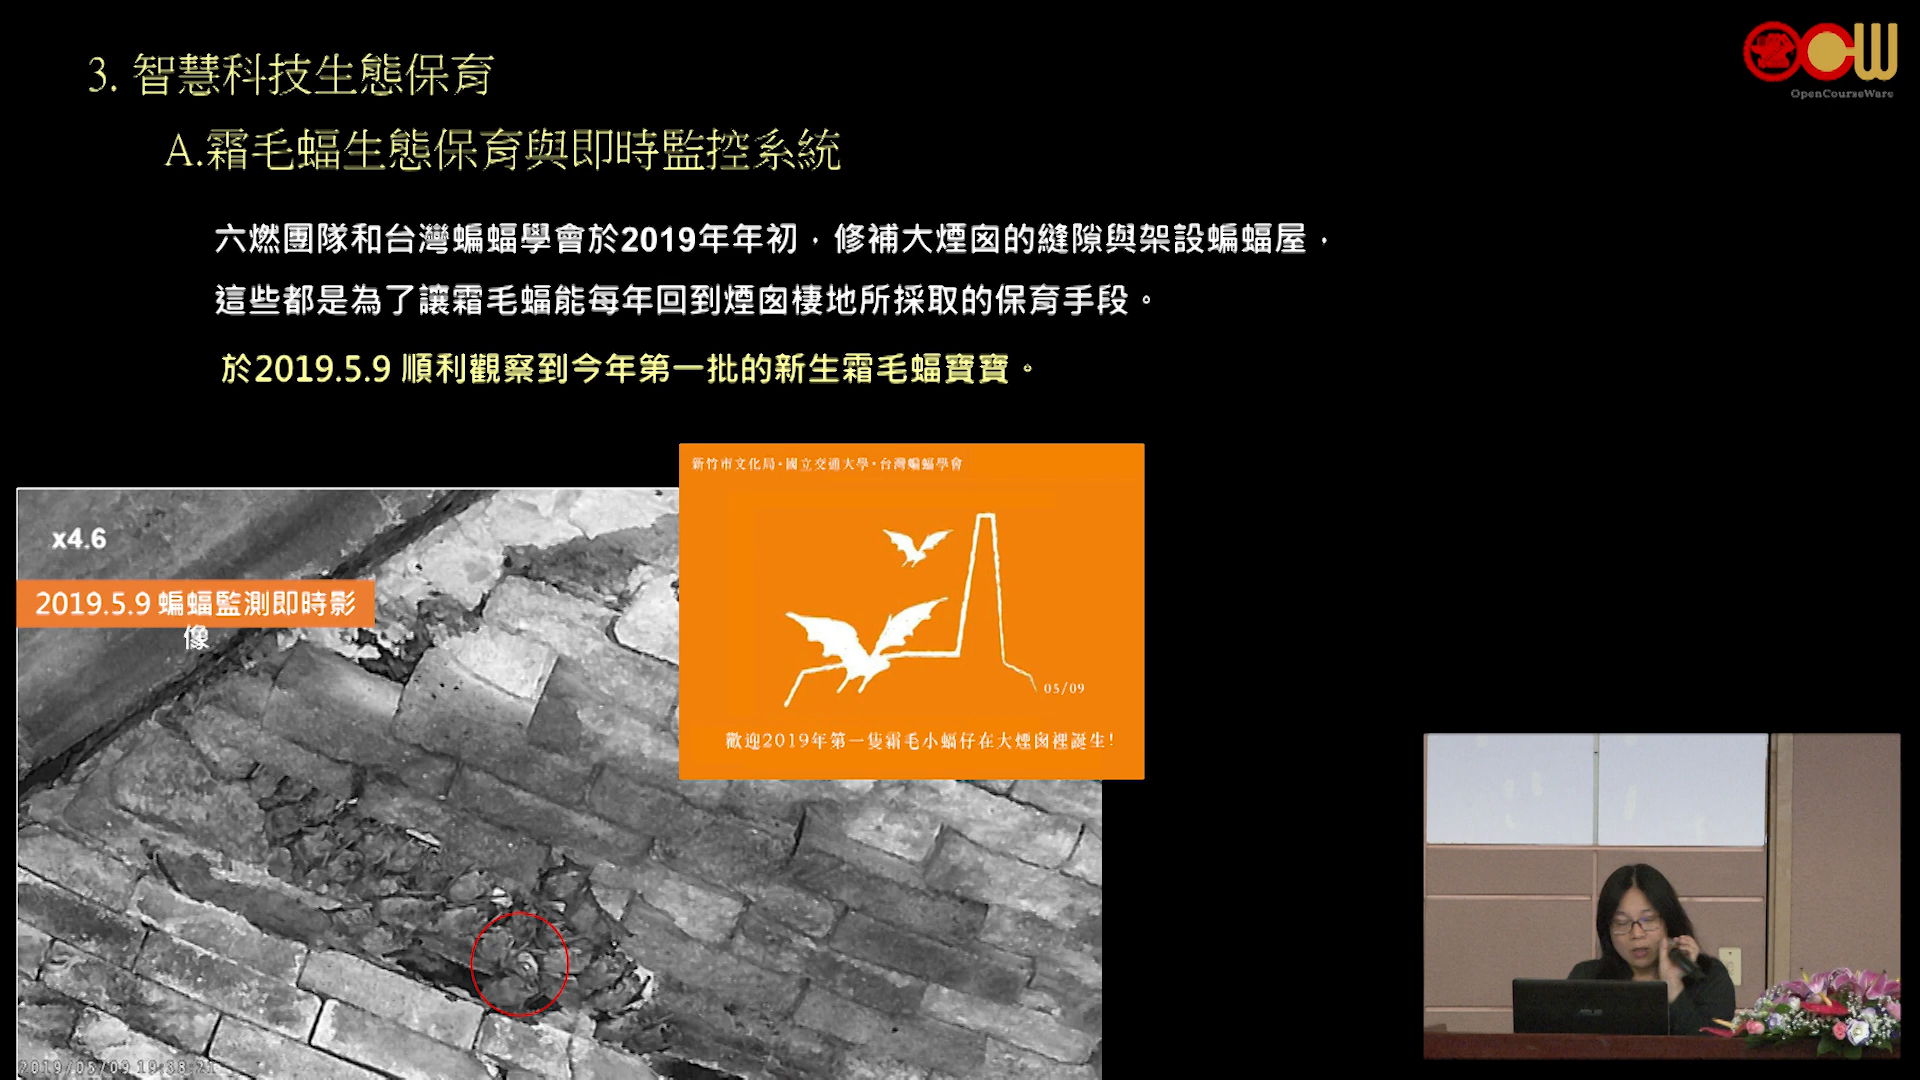 3. 智慧科技生態保育
A.霜毛蝠生態保育與即時監控系統
OpenCourseWare
六燃團隊和台灣蝙蝠學會於2019年年初，修補大煙囪的縫隙與架設蝙蝠屋，
這些都是為了讓霜毛蝠能每年回到煙囪棲地所採取的保育手段。
於2019.5.9 順利觀察到今年第一批的新生霜毛蝠寶寶。
新竹市文化局·國立交通大學·台灣蝙蝠學會
x4.6
2019.5.9 蝙蝠監測即時影
像
05/09
歡迎2019年第一隻霜毛小蝠仔在大煙囪裡誕生!
2019/05/09 19:38:21